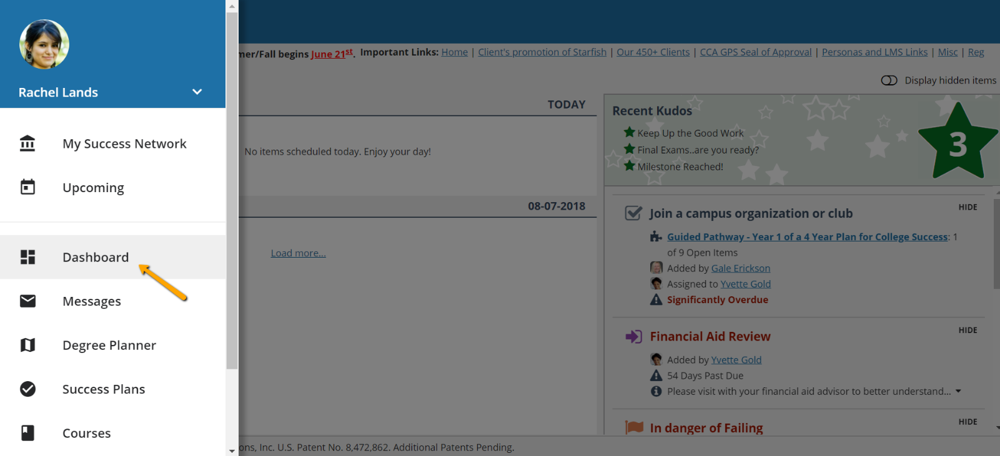 Rachel Lands
My Success Network
Upcoming
Dashboard
Messages
Degree Planner
Success Plans
Courses
mer/Fall begins June 21st. Important Links: Home | Client's promotion of Starfish | Our 450+ Clients | CCA GPS Seal of Approval | Personas and LMS Links | Misc | Reg
Display hidden items
TODAY
No items scheduled today. Enjoy your day!
08-07-2018
Load more...
Recent Kudos
Keep Up the Good Work
Final Exams..are you ready?
Milestone Reached!
3
Join a campus organization or club
HIDE
Guided Pathway - Year 1 of a 4 Year Plan for College Success: 1
of 9 Open Items
Added by Gale Erickson
Assigned to Yvette Gold
Significantly Overdue
Financial Aid Review
HIDE
Added by Yvette Gold
54 Days Past Due
Please visit with your financial aid advisor to better understand...
In danger of Failing
HIDE
ons, Inc. U.S. Patent No. 8,472,862. Additional Patents Pending.